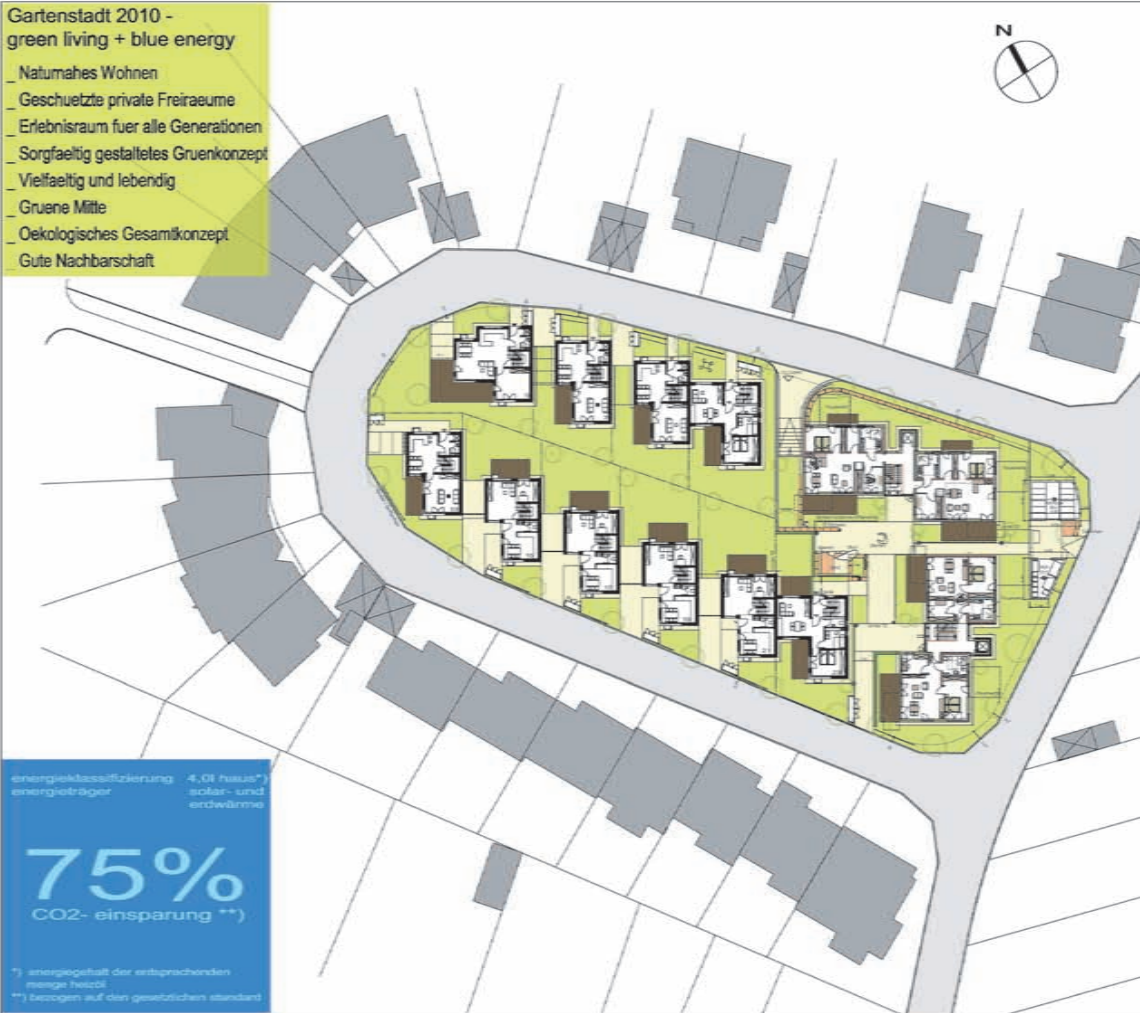 Gartenstadt 2010 -
green living + blue energy
_ Naturnahes Wohnen
_ Geschuetzte private Freiraeume
_ Erlebnisraum fuer alle Generationen
_ Sorgfaeltig gestaltetes Gruenkonzept
_ Vielfaeltig und lebendig
_ Gruene Mitte
_ Oekologisches Gesamtkonzept
_ Gute Nachbarschaft
N
energieklassifizierung 4,0l haus*)
energieträger solar- und
erdwärme
75%
CO2- einsparung **)
*) energiegehalt der entsprechenden
menge heizöl
**) bezogen auf den gesetzlichen standard